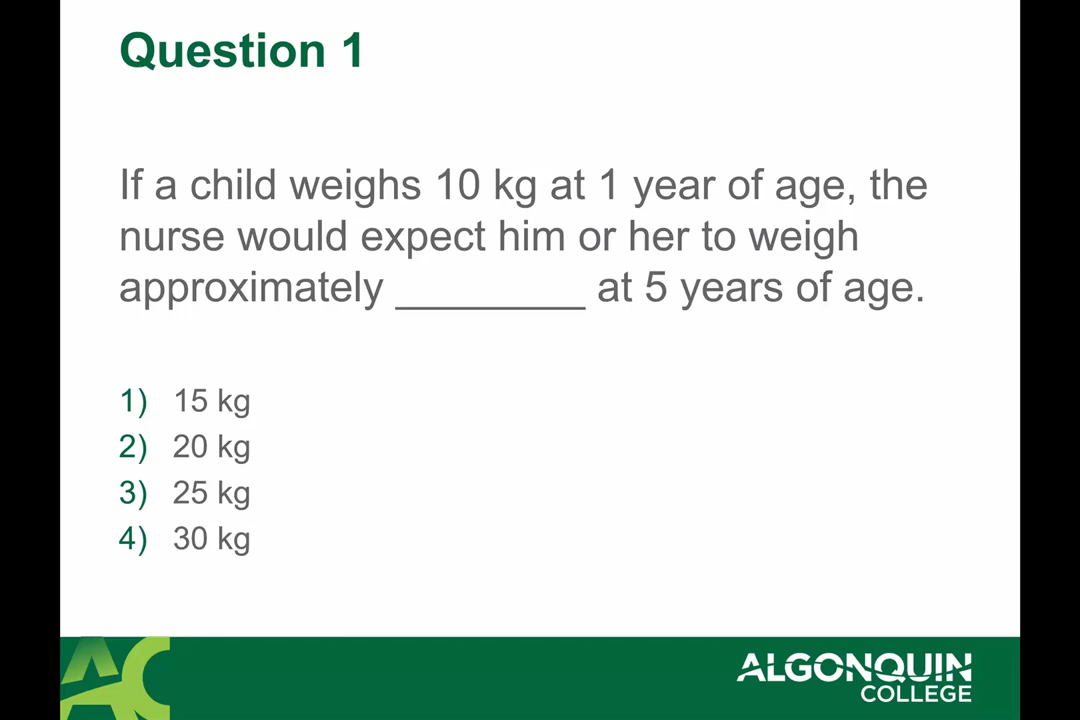 Question 1
If a child weighs 10 kg at 1 year of age, the
nurse would expect him or her to weigh
approximately ________ at 5 years of age.
1) 15 kg
2) 20 kg
3) 25 kg
4) 30 kg
AC
ALGONQUIN
COLLEGE